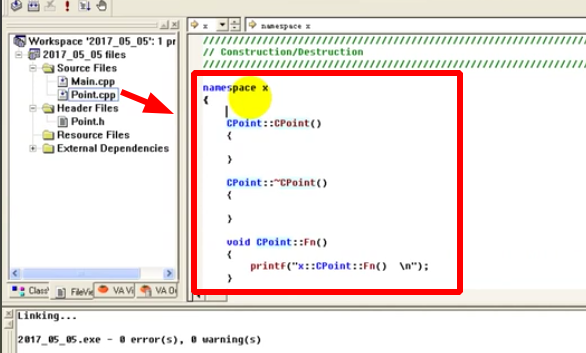 x
namespace x
Workspace '2017_05_05': 1 pr
2017_05_05 files
Source Files
Main.cpp
Point.cpp
Header Files
Point.h
Resource Files
External Dependencies
////////////////////////////////////////////////////////////////
// Construction/Destruction
////////////////////////////////////////////////////////////////
namespace x
{
CPoint::CPoint()
{
}
CPoint::~CPoint()
{
}
void CPoint::Fn()
{
printf("x::CPoint::Fn() \n");
}
Class
FileVie
VA Vi
VA O
Linking...
2017_05_05.exe - 0 error(s), 0 warning(s)